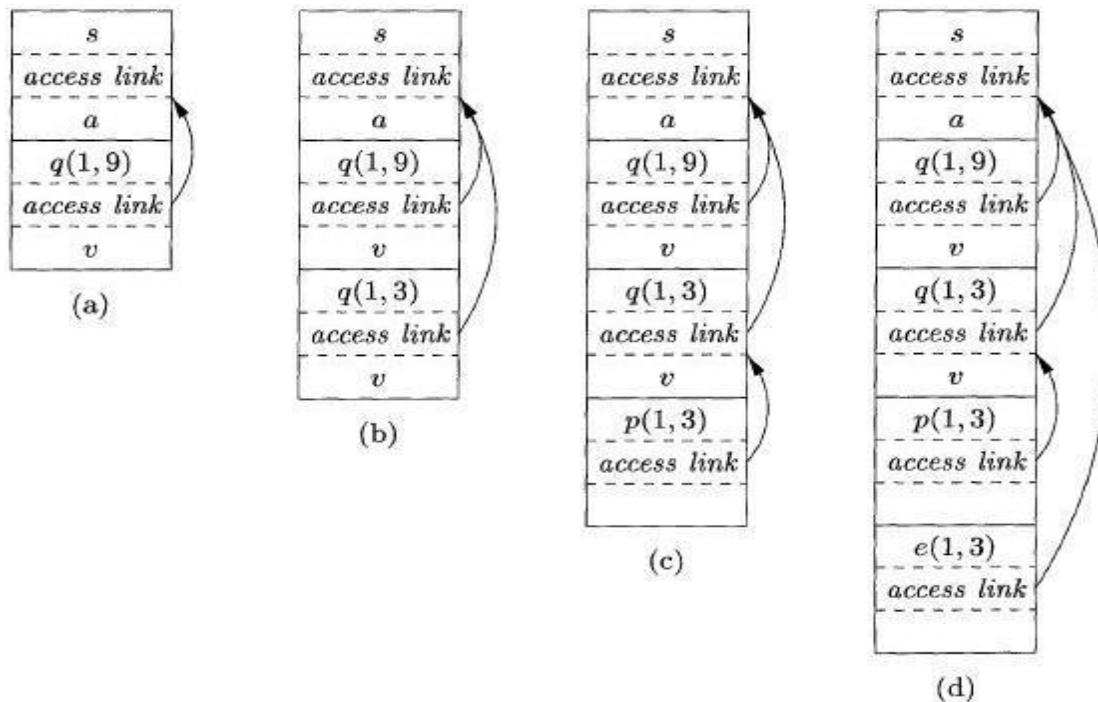 s
access link
a
q(1, 9)
access link
v
(a)
s
access link
a
q(1, 9)
access link
v
q(1, 3)
access link
v
(b)
s
access link
a
q(1, 9)
access link
v
q(1, 3)
access link
v
p(1, 3)
access link
(c)
s
access link
a
q(1, 9)
access link
v
q(1, 3)
access link
v
p(1, 3)
access link
e(1, 3)
access link
(d)